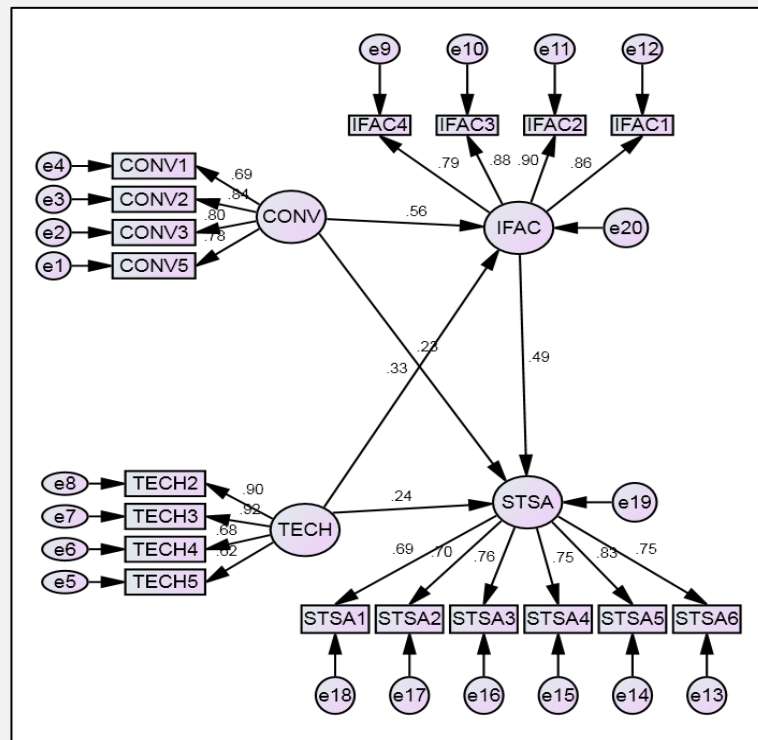 e9 e10 e11 e12
IFAC4 IFAC3 IFAC2 IFAC1
.79 .88 .90 .86
e4 CONV1 .69
e3 CONV2 .84
e2 CONV3 .80
e1 CONV5 .78
CONV .56 IFAC e20
.23
.33
.49
e8 TECH2 .90
e7 TECH3 .92
e6 TECH4 .68
e5 TECH5 .62
TECH .24 STSA e19
.69 .70 .76 .75 .83 .75
STSA1 STSA2 STSA3 STSA4 STSA5 STSA6
e18 e17 e16 e15 e14 e13